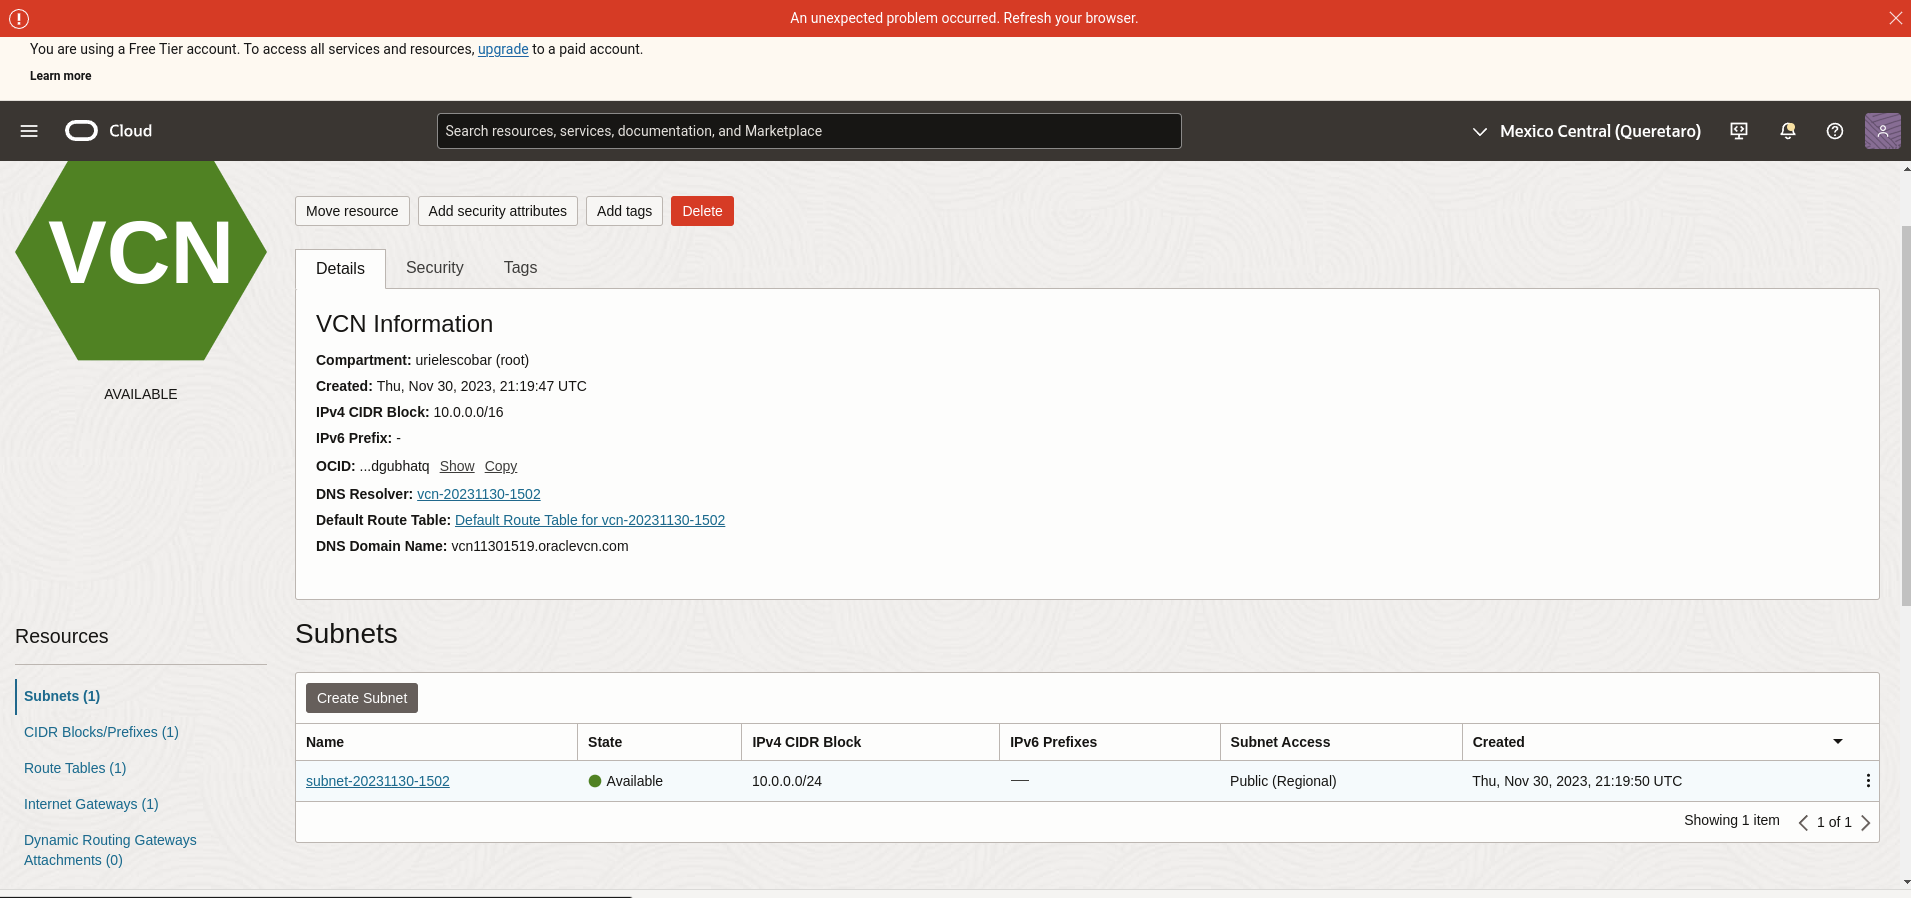 An unexpected problem occurred. Refresh your browser.
You are using a Free Tier account. To access all services and resources, upgrade to a paid account.
Learn more
Cloud
Search resources, services, documentation, and Marketplace
Mexico Central (Queretaro)
VCN
AVAILABLE
Move resource
Add security attributes
Add tags
Delete
Details
Security
Tags
VCN Information
Compartment: urielescobar (root)
Created: Thu, Nov 30, 2023, 21:19:47 UTC
IPv4 CIDR Block: 10.0.0.0/16
IPv6 Prefix: -
OCID: ...dgubhatq Show Copy
DNS Resolver: vcn-20231130-1502
Default Route Table: Default Route Table for vcn-20231130-1502
DNS Domain Name: vcn11301519.oraclevcn.com
Resources
Subnets (1)
CIDR Blocks/Prefixes (1)
Route Tables (1)
Internet Gateways (1)
Dynamic Routing Gateways
Attachments (0)
Subnets
Create Subnet
Name State IPv4 CIDR Block IPv6 Prefixes Subnet Access Created
subnet-20231130-1502 Available 10.0.0.0/24 — Public (Regional) Thu, Nov 30, 2023, 21:19:50 UTC
Showing 1 item 1 of 1